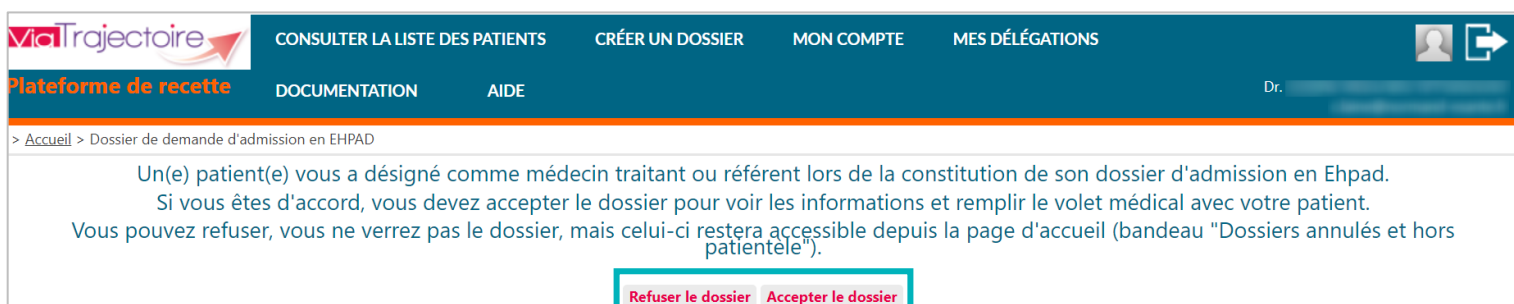 ViaTrajectoire
CONSULTER LA LISTE DES PATIENTS CRÉER UN DOSSIER MON COMPTE MES DÉLÉGATIONS
Plateforme de recette
DOCUMENTATION AIDE
Dr.
> Accueil > Dossier de demande d'admission en EHPAD
Un(e) patient(e) vous a désigné comme médecin traitant ou référent lors de la constitution de son dossier d'admission en Ehpad.
Si vous êtes d'accord, vous devez accepter le dossier pour voir les informations et remplir le volet médical avec votre patient.
Vous pouvez refuser, vous ne verrez pas le dossier, mais celui-ci restera accessible depuis la page d'accueil (bandeau "Dossiers annulés et hors
patientèle").
Refuser le dossier Accepter le dossier